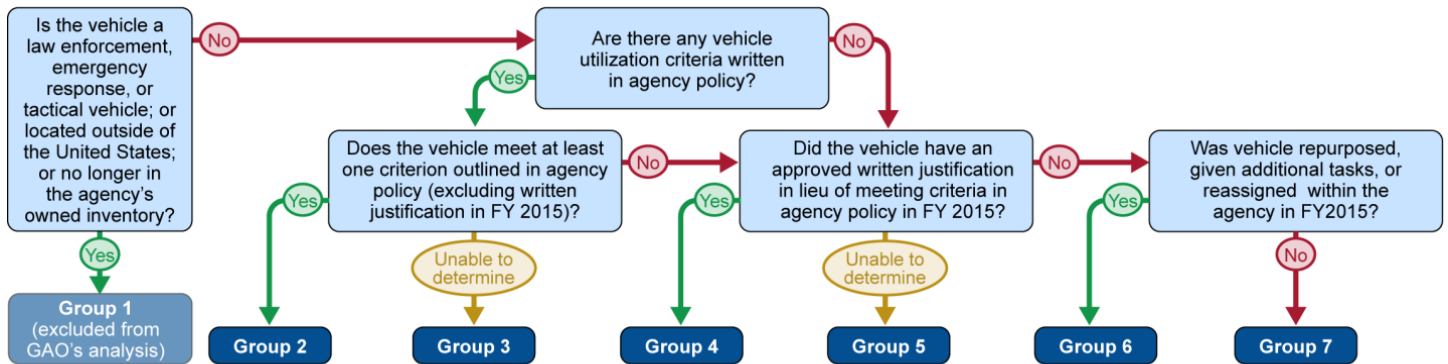 Is the vehicle a
law enforcement,
emergency
response, or
tactical vehicle; or
located outside of
the United States;
or no longer in
the agency's
owned inventory?
No
Yes
Group 1
(excluded from
GAO's analysis)
Are there any vehicle
utilization criteria written
in agency policy?
No
Yes
Does the vehicle meet at least
one criterion outlined in agency
policy (excluding written
justification in FY 2015)?
No
Yes
Unable to
determine
Group 2
Group 3
Did the vehicle have an
approved written justification
in lieu of meeting criteria in
agency policy in FY 2015?
No
Yes
Unable to
determine
Group 4
Group 5
Was vehicle repurposed,
given additional tasks, or
reassigned within the
agency in FY2015?
Yes
No
Group 6
Group 7